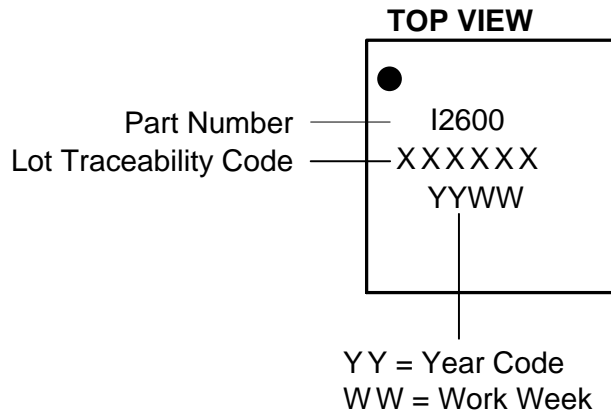 TOP VIEW
Part Number
I2600
Lot Traceability Code
XXXXXX
YYWW
YY = Year Code
WW = Work Week